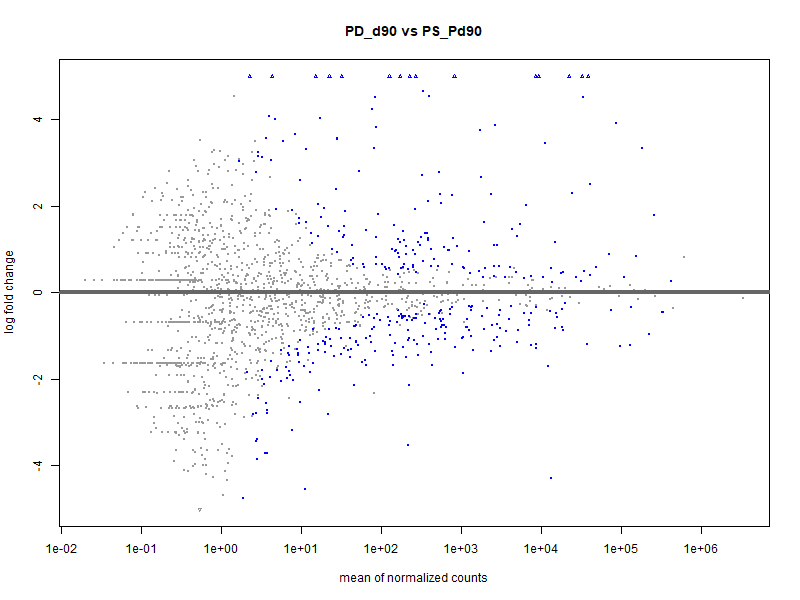 PD_d90 vs PS_Pd90
log fold change
4
2
0
-2
-4
1e-02 1e-01 1e+00 1e+01 1e+02 1e+03 1e+04 1e+05 1e+06
mean of normalized counts